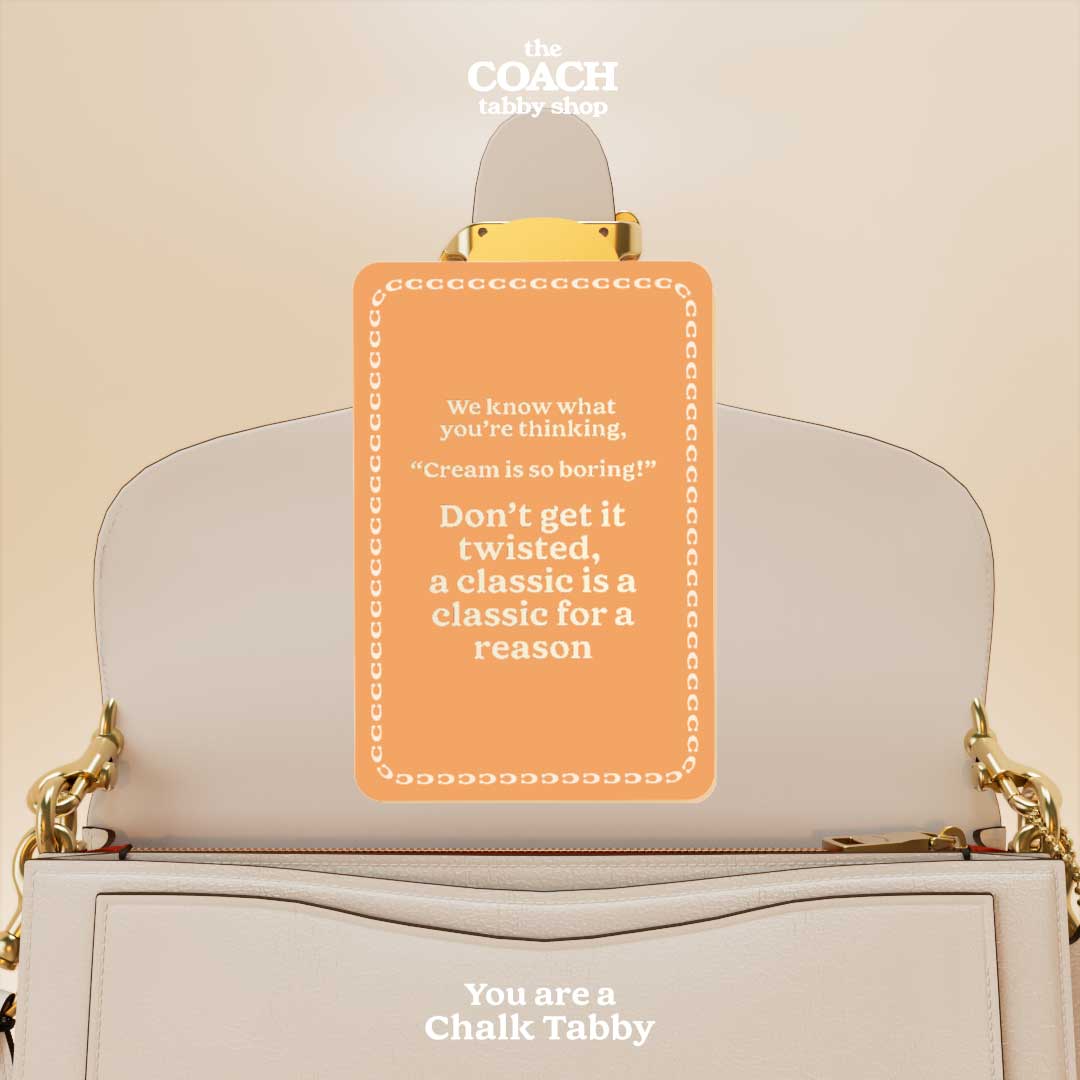 the
COACH
tabby shop
We know what
you're thinking,
“Cream is so boring!”
Don't get it
twisted,
a classic is a
classic for a
reason
You are a
Chalk Tabby